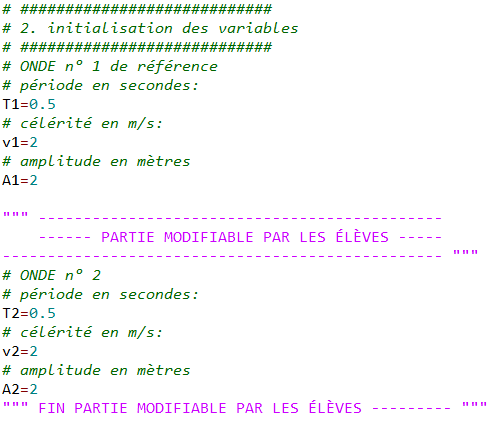 # ############################
# 2. initialisation des variables
# ############################
# ONDE n° 1 de référence
# période en secondes:
T1=0.5
# célérité en m/s:
v1=2
# amplitude en mètres
A1=2
""" ---------------------------------------------
------ PARTIE MODIFIABLE PAR LES ÉLÈVES -----
------------------------------------------------- """
# ONDE n° 2
# période en secondes:
T2=0.5
# célérité en m/s:
v2=2
# amplitude en mètres
A2=2
""" FIN PARTIE MODIFIABLE PAR LES ÉLÈVES --------- """